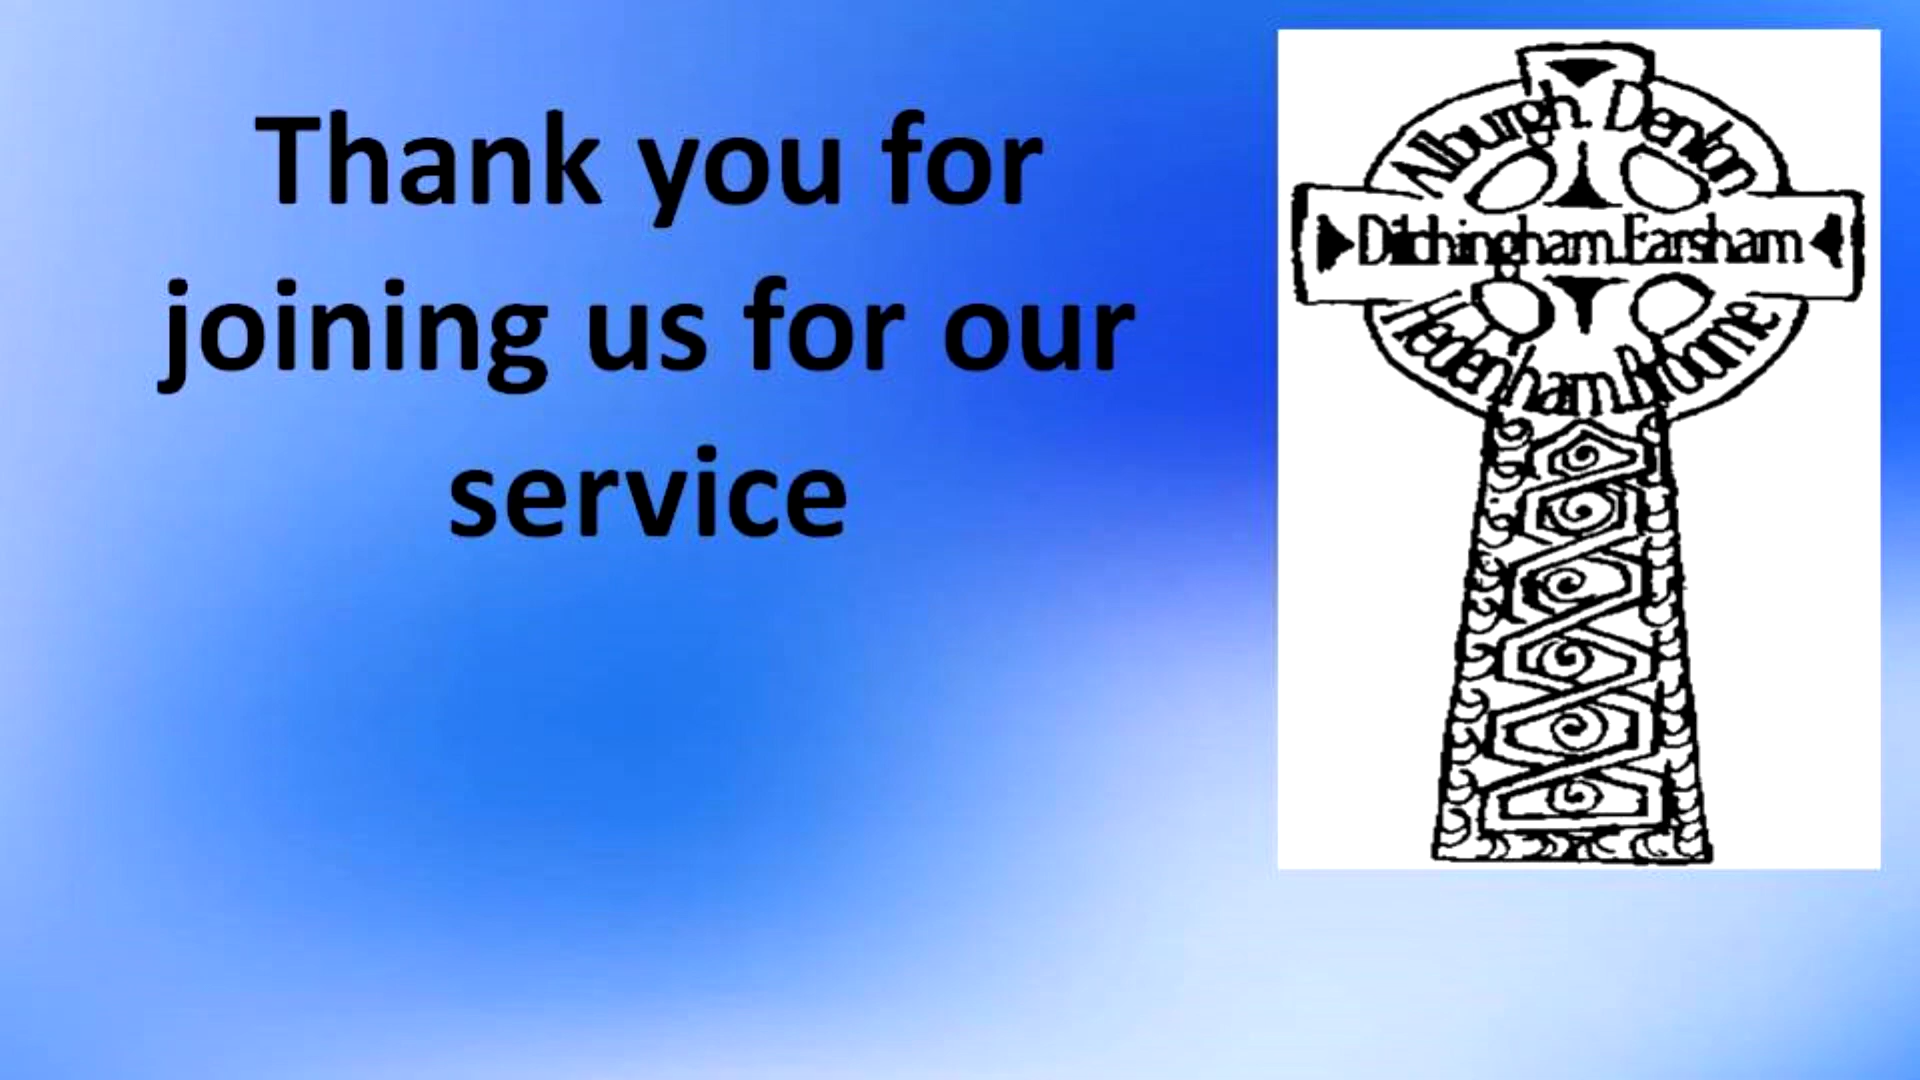 Thank you for
joining us for our
service
Alburgh. Denton
Ditchingham. Earsham
Hedenham. Broome